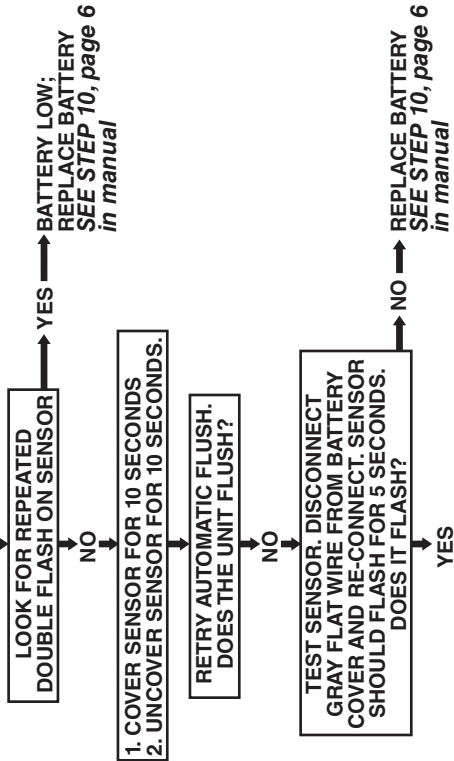 LOOK FOR REPEATED
DOUBLE FLASH ON SENSOR
YES
BATTERY LOW;
REPLACE BATTERY
SEE STEP 10, page 6
in manual
NO
1. COVER SENSOR FOR 10 SECONDS
2. UNCOVER SENSOR FOR 10 SECONDS.
RETRY AUTOMATIC FLUSH.
DOES THE UNIT FLUSH?
NO
TEST SENSOR. DISCONNECT
GRAY FLAT WIRE FROM BATTERY
COVER AND RE-CONNECT. SENSOR
SHOULD FLASH FOR 5 SECONDS.
DOES IT FLASH?
NO
REPLACE BATTERY
SEE STEP 10, page 6
in manual
YES